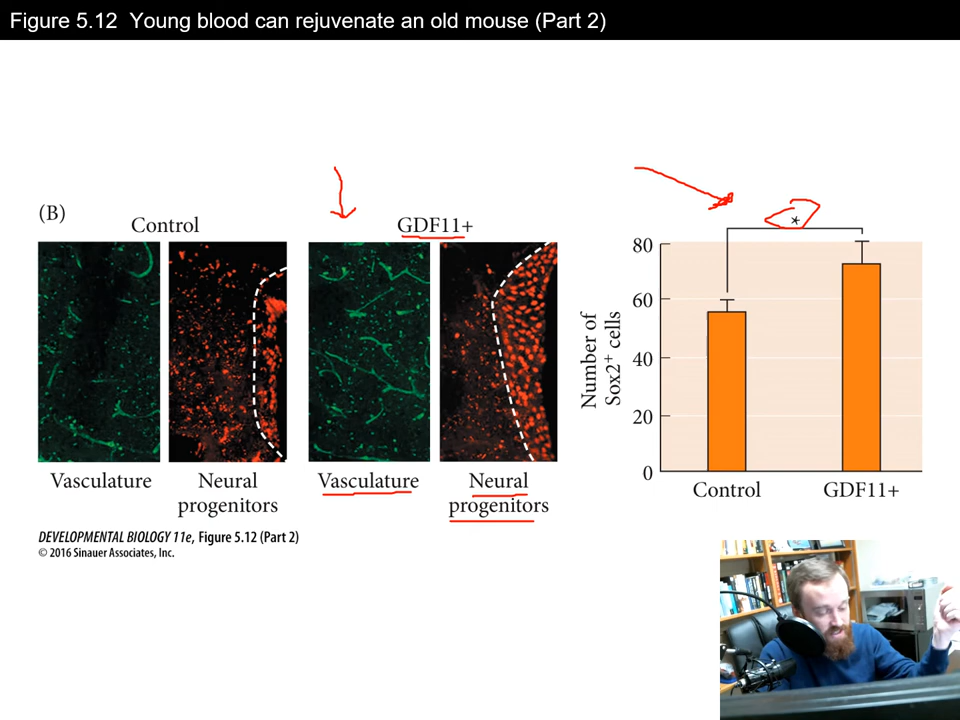 Figure 5.12 Young blood can rejuvenate an old mouse (Part 2)
(B)
Control
GDF11+
Vasculature
Neural
progenitors
Vasculature
Neural
progenitors
Number of
Sox2+ cells
80
60
40
20
0
*
Control
GDF11+
DEVELOPMENTAL BIOLOGY 11e, Figure 5.12 (Part 2)
© 2016 Sinauer Associates, Inc.